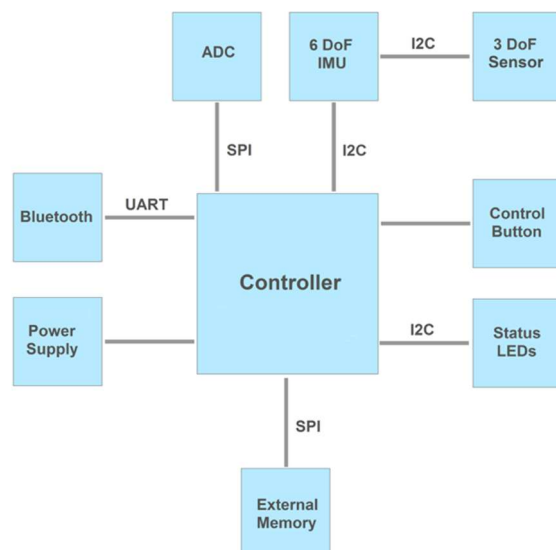 ADC
6 DoF
IMU
I2C
3 DoF
Sensor
SPI
I2C
Bluetooth
UART
Controller
Control
Button
Power
Supply
I2C
Status
LEDs
SPI
External
Memory